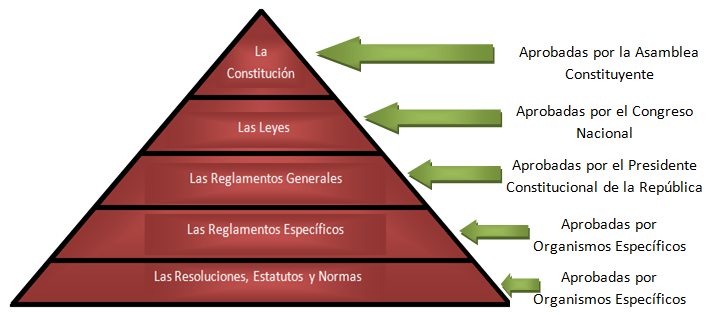 La
Constitución
Aprobadas por la Asamblea
Constituyente
Las Leyes
Aprobadas por el Congreso
Nacional
Las Reglamentos Generales
Aprobadas por el Presidente
Constitucional de la República
Las Reglamentos Específicos
Aprobadas por
Organismos Específicos
Las Resoluciones, Estatutos y Normas
Aprobadas por
Organismos Específicos